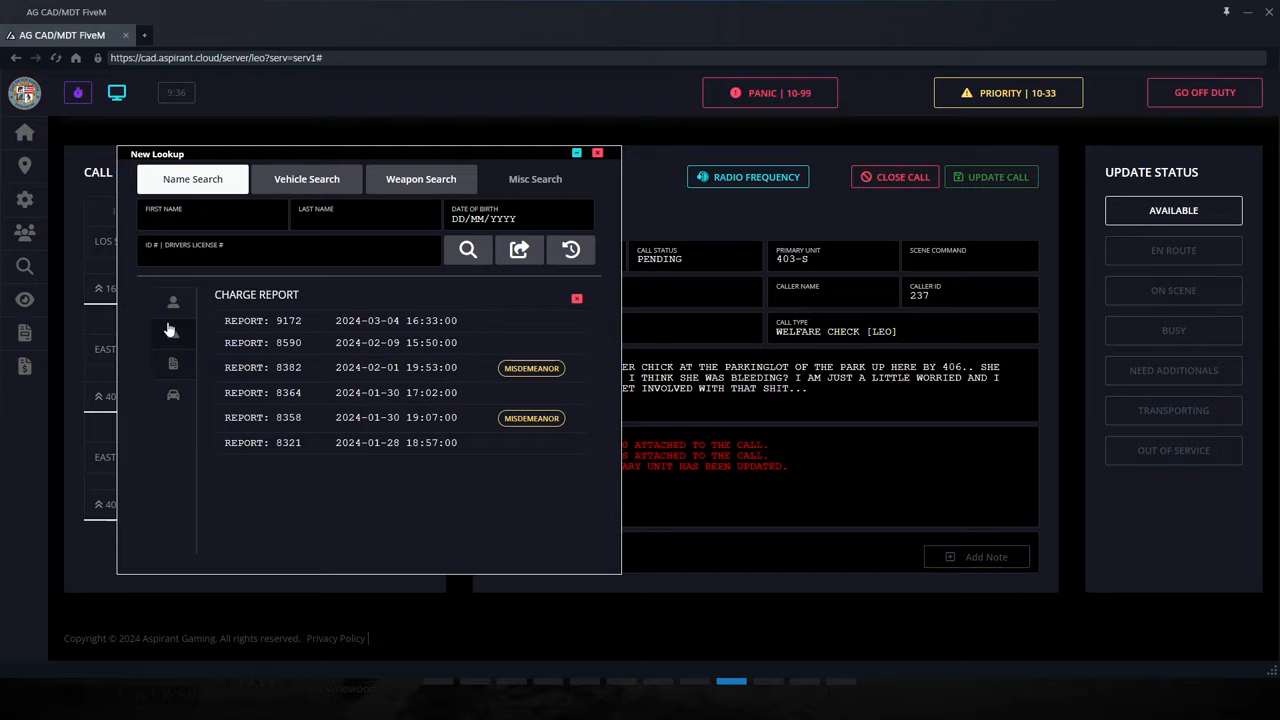 AG CAD/MDT FiveM
AG CAD/MDT FiveM
https://cad.aspirant.cloud/server/leo?serv=serv1#
9:36
PANIC | 10-99
PRIORITY | 10-33
GO OFF DUTY
CALL
RADIO FREQUENCY
CLOSE CALL
UPDATE CALL
New Lookup
Name Search
Vehicle Search
Weapon Search
Misc Search
FIRST NAME
LAST NAME
DATE OF BIRTH
DD/MM/YYYY
ID # | DRIVERS LICENSE #
CHARGE REPORT
REPORT: 9172 2024-03-04 16:33:00
REPORT: 8590 2024-02-09 15:50:00
REPORT: 8382 2024-02-01 19:53:00 MISDEMEANOR
REPORT: 8364 2024-01-30 17:02:00
REPORT: 8358 2024-01-30 19:07:00 MISDEMEANOR
REPORT: 8321 2024-01-28 18:57:00
LOS
16
EAST
40
EAST
40
CALL STATUS
PENDING
PRIMARY UNIT
403-S
SCENE COMMAND
CALLER NAME
CALLER ID
237
CALL TYPE
WELFARE CHECK [LEO]
ER CHICK AT THE PARKINGLOT OF THE PARK UP HERE BY 406.. SHE
I THINK SHE WAS BLEEDING? I AM JUST A LITTLE WORRIED AND I
ET INVOLVED WITH THAT SHIT...
ATTACHED TO THE CALL.
S ATTACHED TO THE CALL.
ARY UNIT HAS BEEN UPDATED.
Add Note
UPDATE STATUS
AVAILABLE
EN ROUTE
ON SCENE
BUSY
NEED ADDITIONALS
TRANSPORTING
OUT OF SERVICE
Copyright © 2024 Aspirant Gaming. All rights reserved. Privacy Policy |